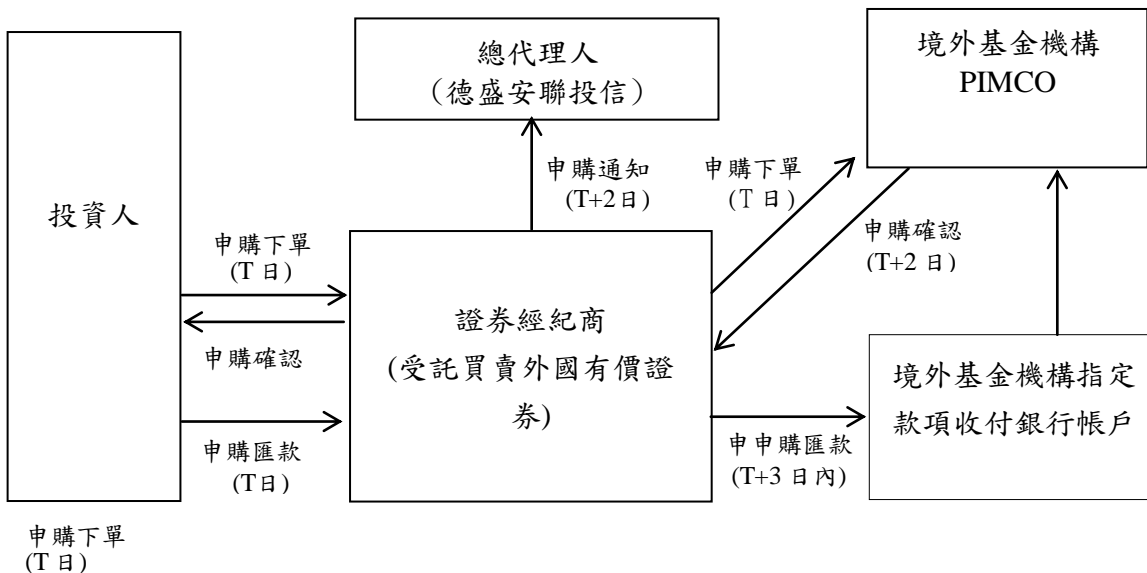 投資人
總代理人
（德盛安聯投信）
境外基金機構
PIMCO
申購通知
(T+2日)
申購下單
(T 日)
申購確認
(T+2 日)
申購下單
(T 日)
申購確認
證券經紀商
(受託買賣外國有價證
券)
境外基金機構指定
款項收付銀行帳戶
申購匯款
(T日)
申申購匯款
(T+3 日內)
申購下單
(T 日)